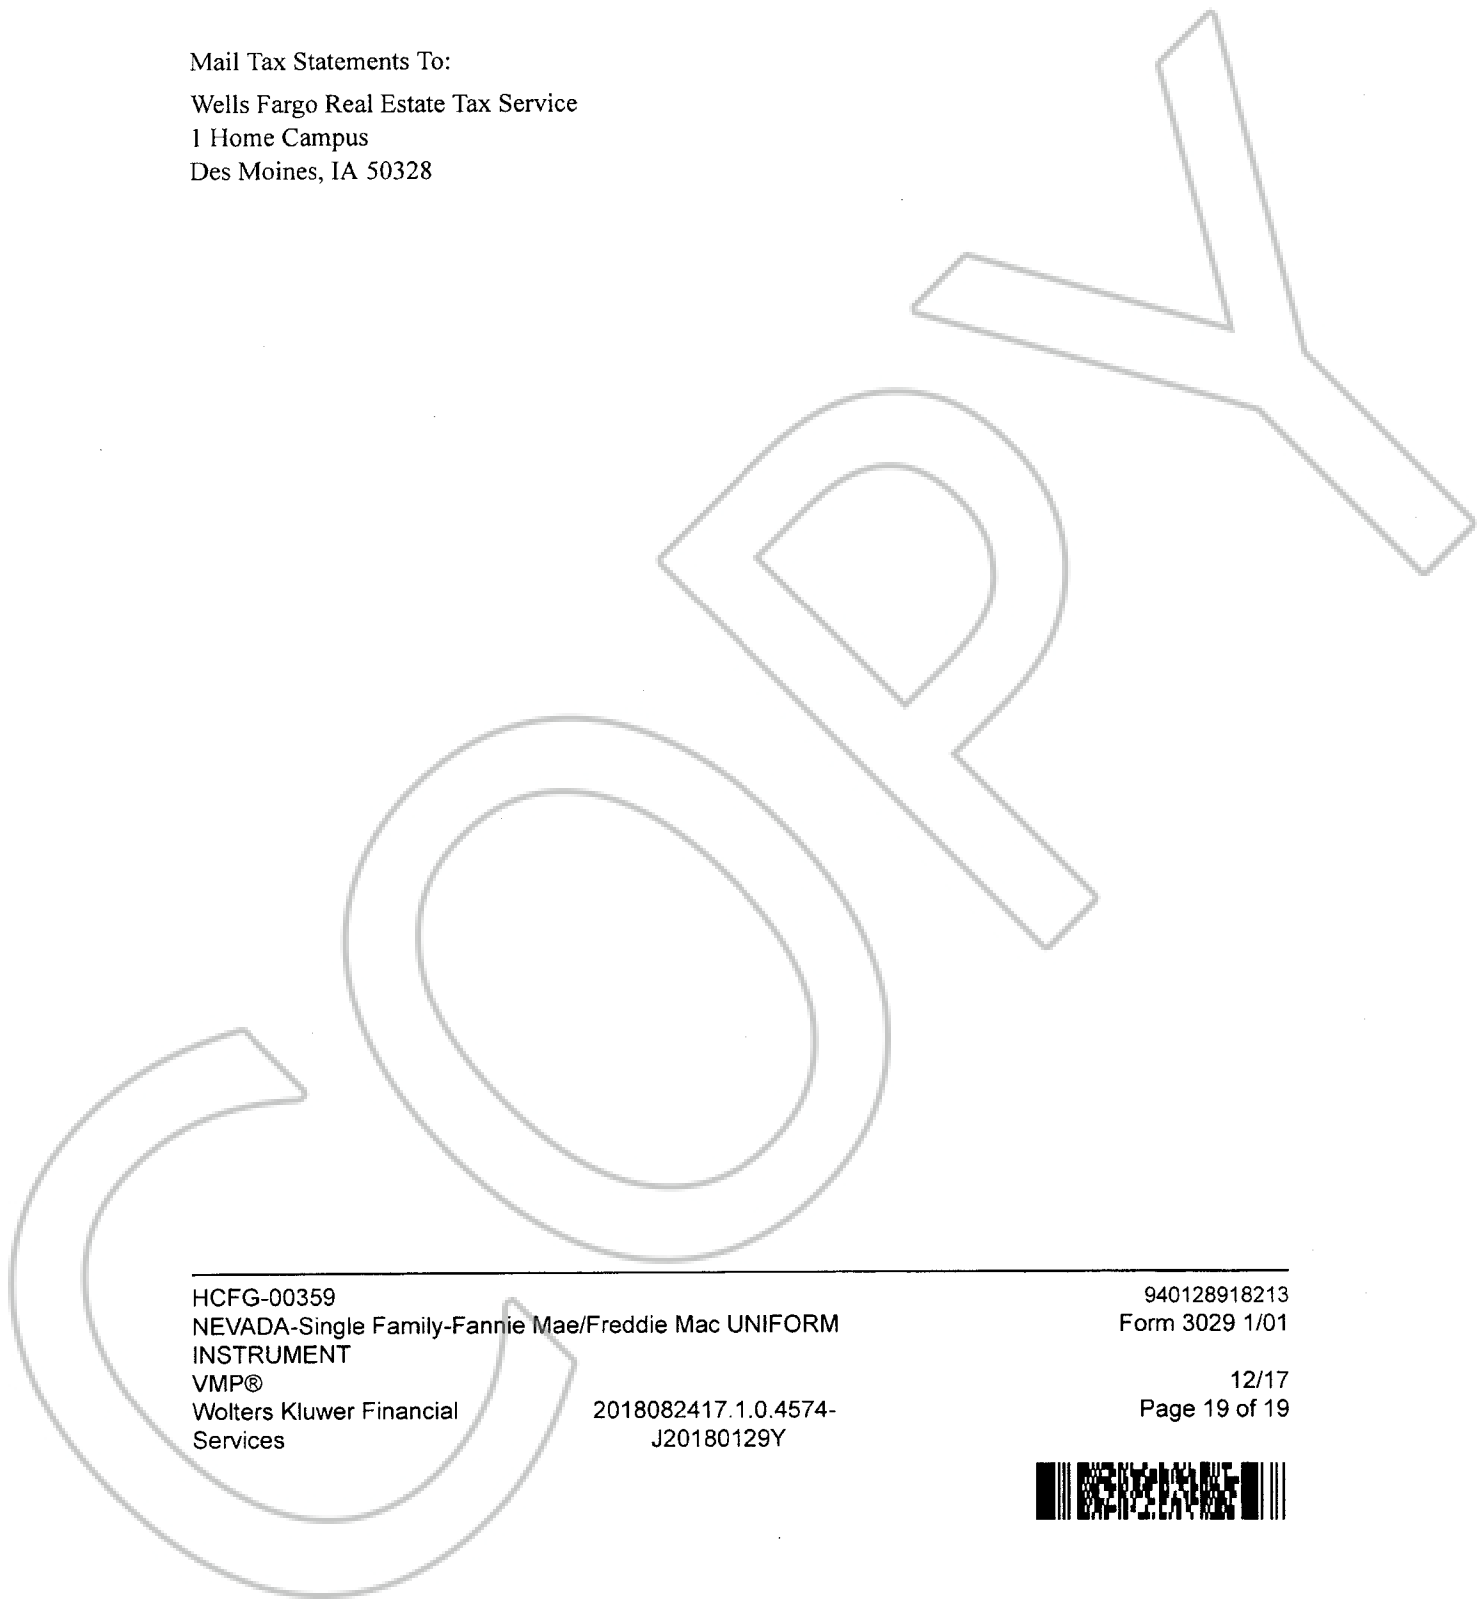 Mail Tax Statements To:
Wells Fargo Real Estate Tax Service
1 Home Campus
Des Moines, IA 50328
COPY
HCFG-00359 940128918213
NEVADA-Single Family-Fannie Mae/Freddie Mac UNIFORM Form 3029 1/01
INSTRUMENT
VMP® 12/17
Wolters Kluwer Financial 2018082417.1.0.4574- Page 19 of 19
Services J20180129Y